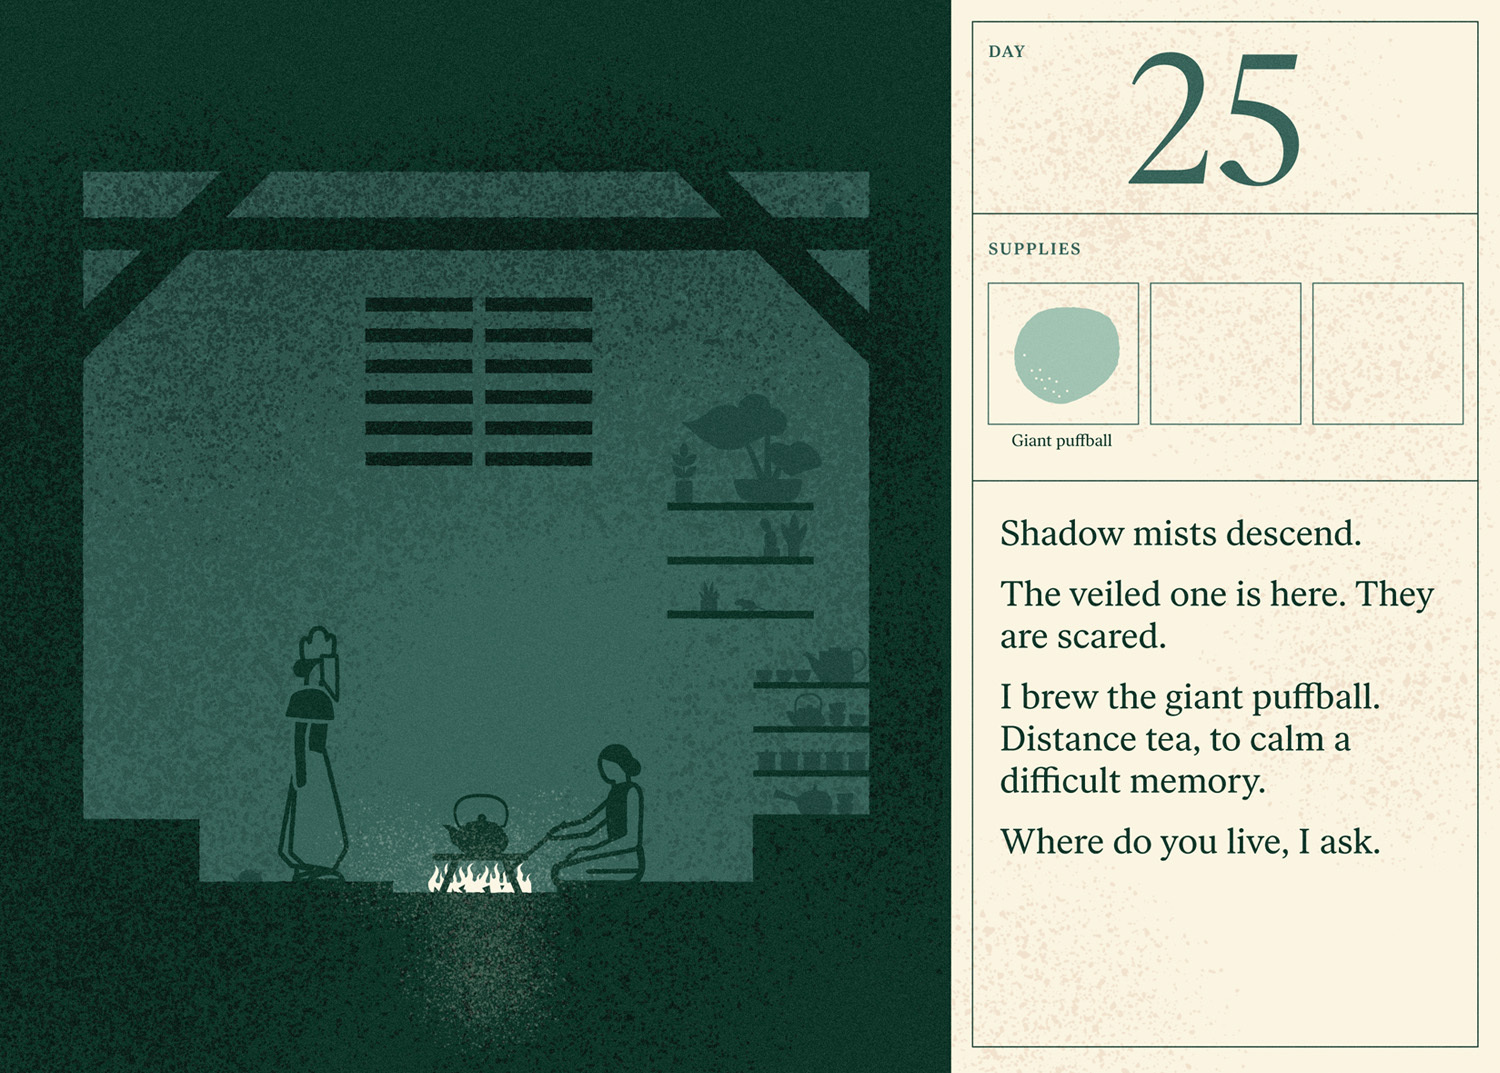 DAY
25
SUPPLIES
Giant puffball
Shadow mists descend.
The veiled one is here. They
are scared.
I brew the giant puffball.
Distance tea, to calm a
difficult memory.
Where do you live, I ask.